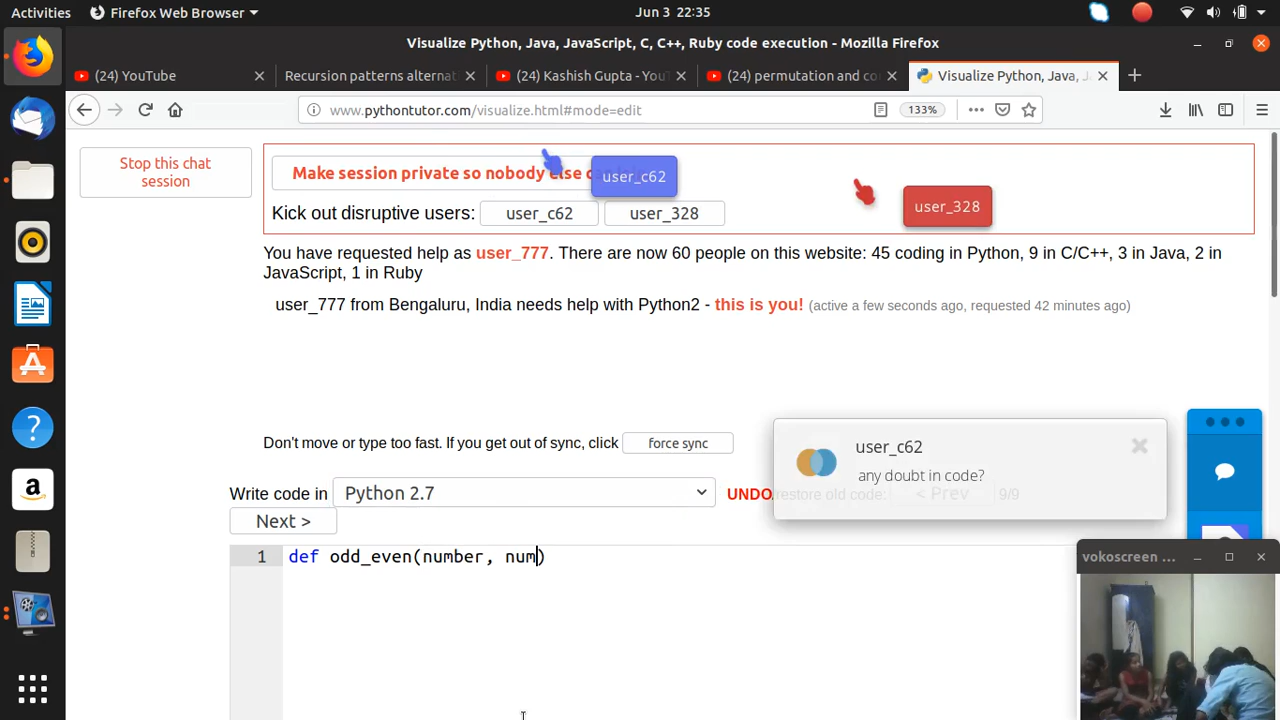 Activities
Firefox Web Browser
Jun 3 22:35
Visualize Python, Java, JavaScript, C, C++, Ruby code execution - Mozilla Firefox
(24) YouTube
Recursion patterns alternat
(24) Kashish Gupta - YouT
(24) permutation and co
Visualize Python, Java, J
www.pythontutor.com/visualize.html#mode=edit
133%
Stop this chat
session
Make session private so nobody else
user_c62
user_328
Kick out disruptive users:
user_c62
user_328
You have requested help as user_777. There are now 60 people on this website: 45 coding in Python, 9 in C/C++, 3 in Java, 2 in
JavaScript, 1 in Ruby
user_777 from Bengaluru, India needs help with Python2 - this is you! (active a few seconds ago, requested 42 minutes ago)
Don't move or type too fast. If you get out of sync, click
force sync
user_c62
any doubt in code?
Write code in
Python 2.7
UNDO/restore old code:
< Prev
9/9
Next >
1
def odd_even(number, num)
vokoscreen ...